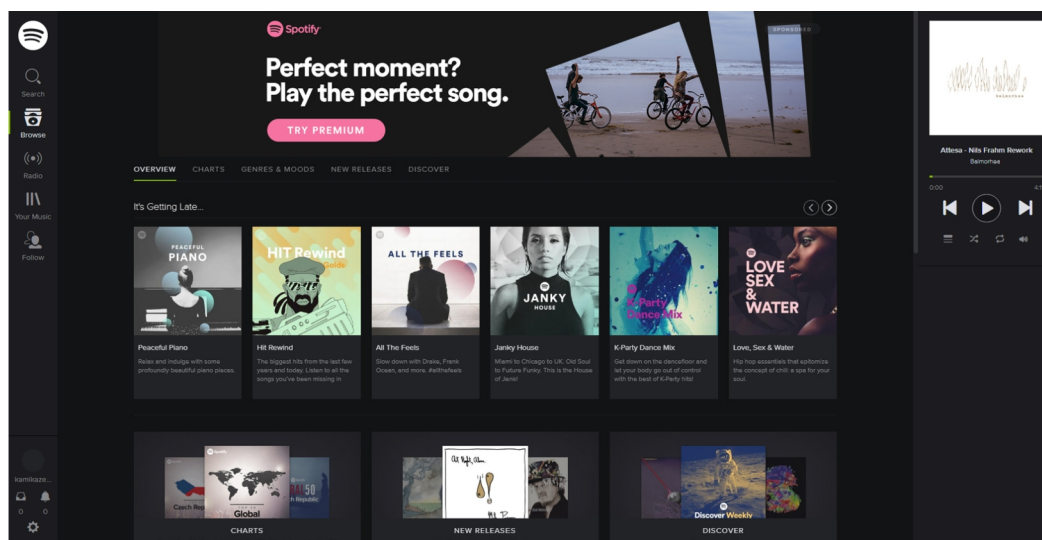 Spotify
SPONSORED
Perfect moment?
Play the perfect song.
TRY PREMIUM
Search
Browse
Radio
Your Music
Follow
OVERVIEW CHARTS GENRES & MOODS NEW RELEASES DISCOVER
It's Getting Late...
PEACEFUL
PIANO
HIT Rewind
Golds
ALL THE FEELS
JANKY
HOUSE
K-Party
Dance Mix
LOVE
SEX
&
WATER
Peaceful Piano
Relax and indulge with some
profoundly beautiful piano pieces.
Hit Rewind
The biggest hits from the last few
years and today. Listen to all the
songs you've been missing in
All The Feels
Slow down with Drake, Frank
Ocean, and more. #allthefeels
Janky House
Miami to Chicago to UK, Old Soul
to Future Funky. This is the House
of Jank!
K-Party Dance Mix
Get down on the dancefloor and
let your body go out of control
with the best of K-Party hits!
Love, Sex & Water
Hip hop essentials that epitomize
the concept of chill: a spa for your
soul.
Spotify
Czech Rep
Global
50
h Republic
CHARTS
NEW RELEASES
Discover Weekly
DISCOVER
balmorhea
Attesa - Nils Frahm Rework
Balmorhea
0:00
kamikaze...
0 0